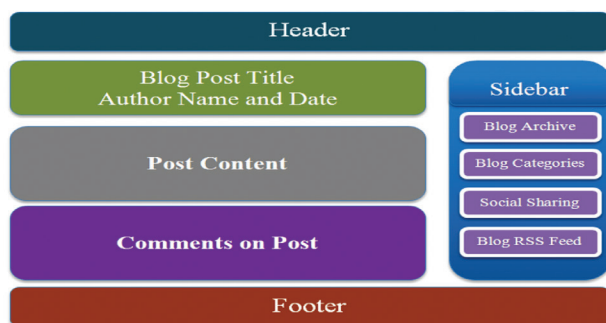 Header
Blog Post Title
Author Name and Date
Post Content
Comments on Post
Sidebar
Blog Archive
Blog Categories
Social Sharing
Blog RSS Feed
Footer